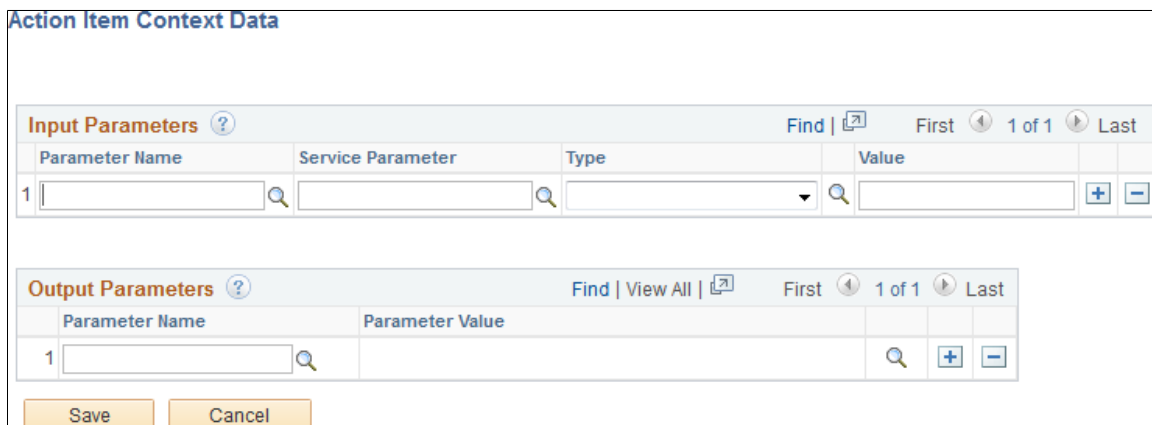 Action Item Context Data
Input Parameters ? Find | First 1 of 1 Last
Parameter Name Service Parameter Type Value
1
Output Parameters ? Find | View All | First 1 of 1 Last
Parameter Name Parameter Value
1
Save Cancel